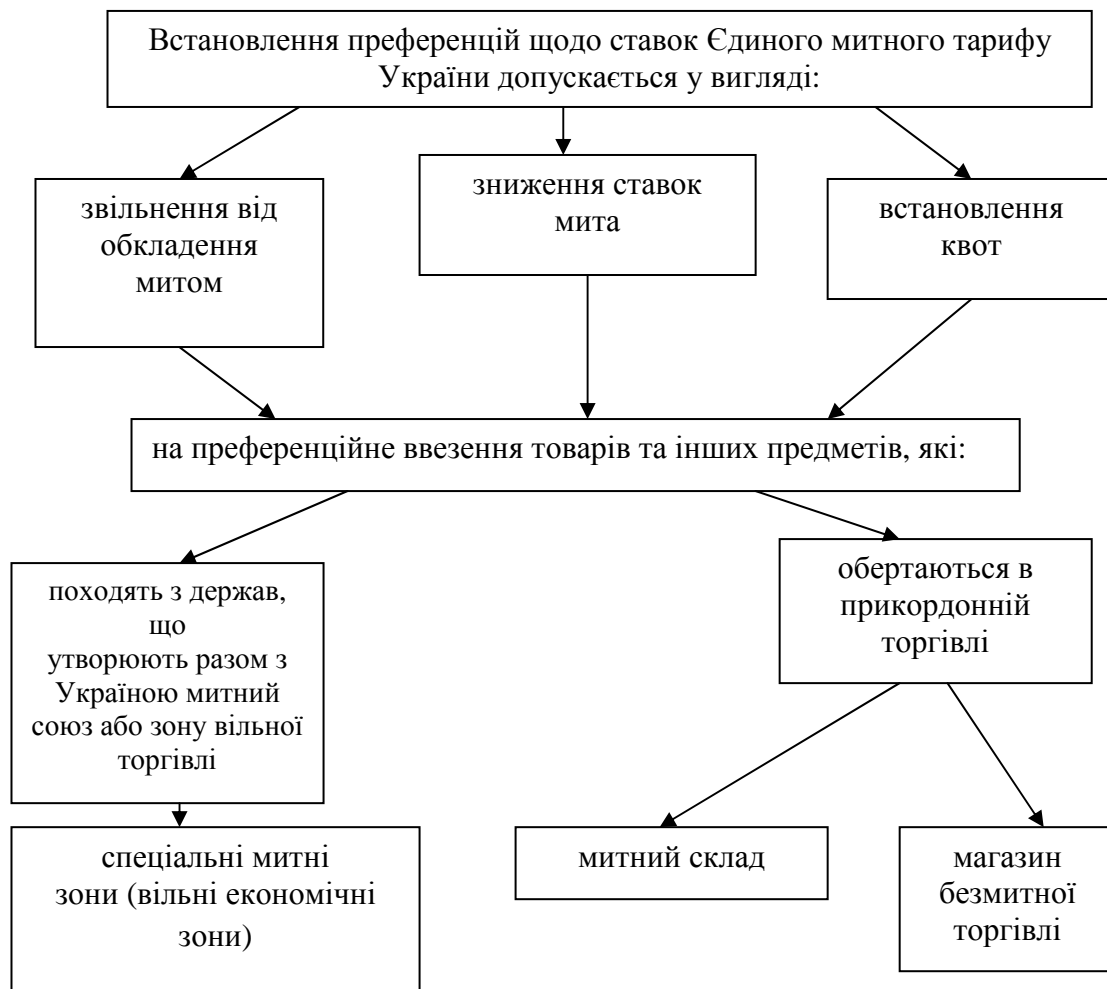 Встановлення преференцій щодо ставок Єдиного митного тарифу
України допускається у вигляді:
звільнення від
обкладення
митом
зниження ставок
мита
встановлення
квот
на преференційне ввезення товарів та інших предметів, які:
походять з держав,
що
утворюють разом з
Україною митний
союз або зону вільної
торгівлі
обертаються в
прикордонній
торгівлі
спеціальні митні
зони (вільні економічні
зони)
митний склад
магазин
безмитної
торгівлі